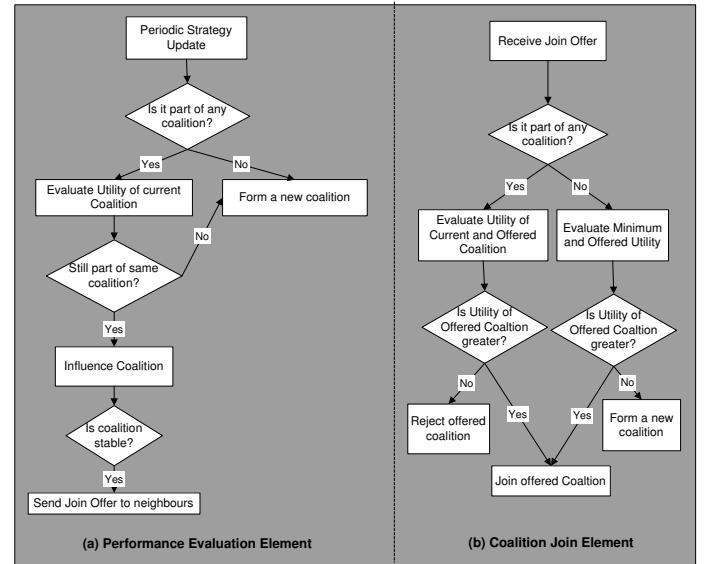 Periodic Strategy
Update
Is it part of any
coalition?
Yes
No
Evaluate Utility of current
Coalition
Form a new coalition
No
Still part of same
coalition?
Yes
Influence Coalition
Is coalition
stable?
Yes
Send Join Offer to neighbours
(a) Performance Evaluation Element
Receive Join Offer
Is it part of any
coalition?
Yes
No
Evaluate Utility of
Current and Offered
Coalition
Evaluate Minimum
and Offered Utility
Is Utility of
Offered Coaltion
greater?
Is Utility of
Offered Coaltion
greater?
No
No
Reject offered
coalition
Yes
Yes
Form a new
coalition
Join offered Coaltion
(b) Coalition Join Element